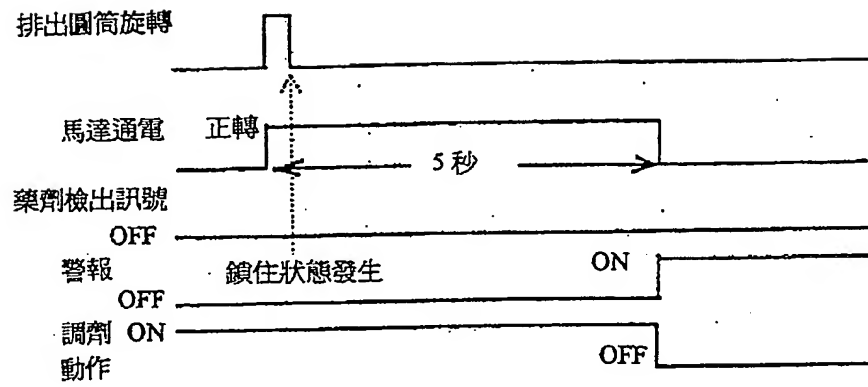 排出圓筒旋轉
馬達通電 正轉
5秒
藥劑檢出訊號
OFF
警報 鎖住狀態發生 ON
OFF
調劑 ON
動作 OFF